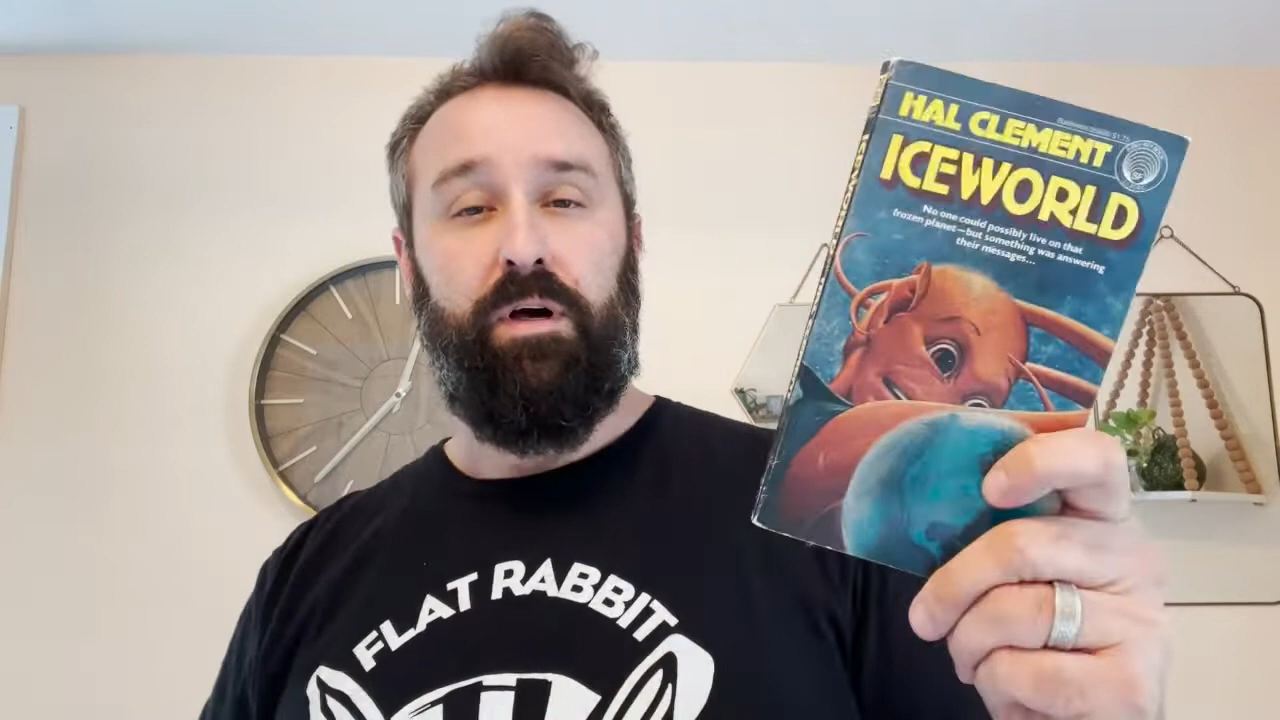 HAL CLEMENT
ICEWORLD
No one could possibly live on that
frozen planet—but something was answering
their messages...
ICEWORLD
FLAT RABBIT